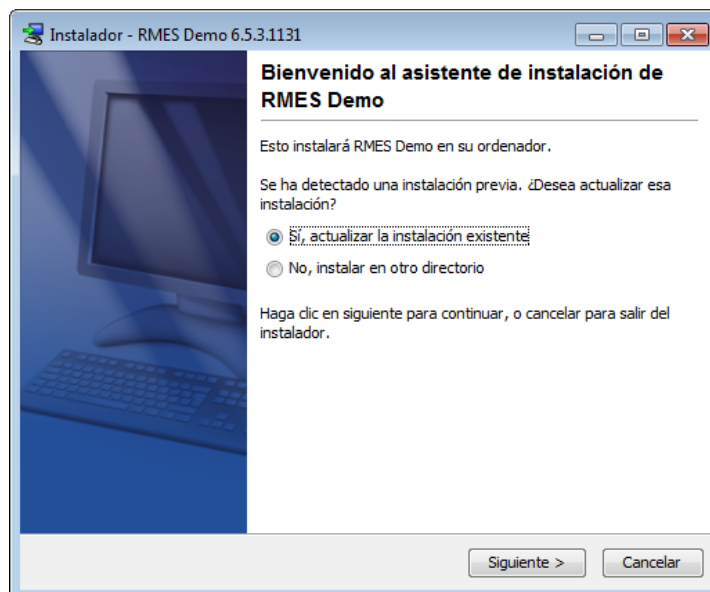 Instalador - RMES Demo 6.5.3.1131
Bienvenido al asistente de instalación de
RMES Demo
Esto instalará RMES Demo en su ordenador.
Se ha detectado una instalación previa. ¿Desea actualizar esa
instalación?
Sí, actualizar la instalación existente
No, instalar en otro directorio
Haga clic en siguiente para continuar, o cancelar para salir del
instalador.
Siguiente >
Cancelar